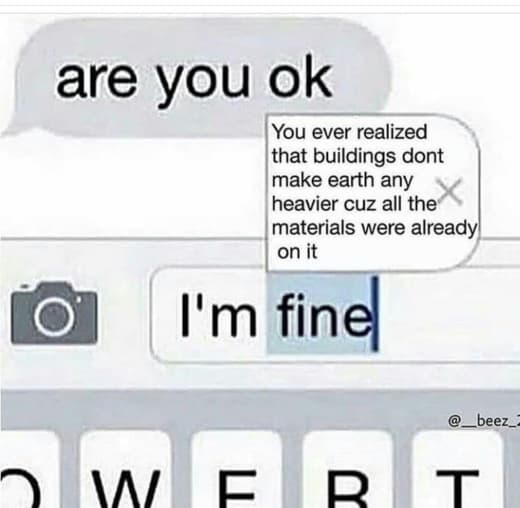 are you ok
You ever realized
that buildings dont
make earth any
heavier cuz all the
materials were already
on it
I'm fine
@__beez_
W E R T